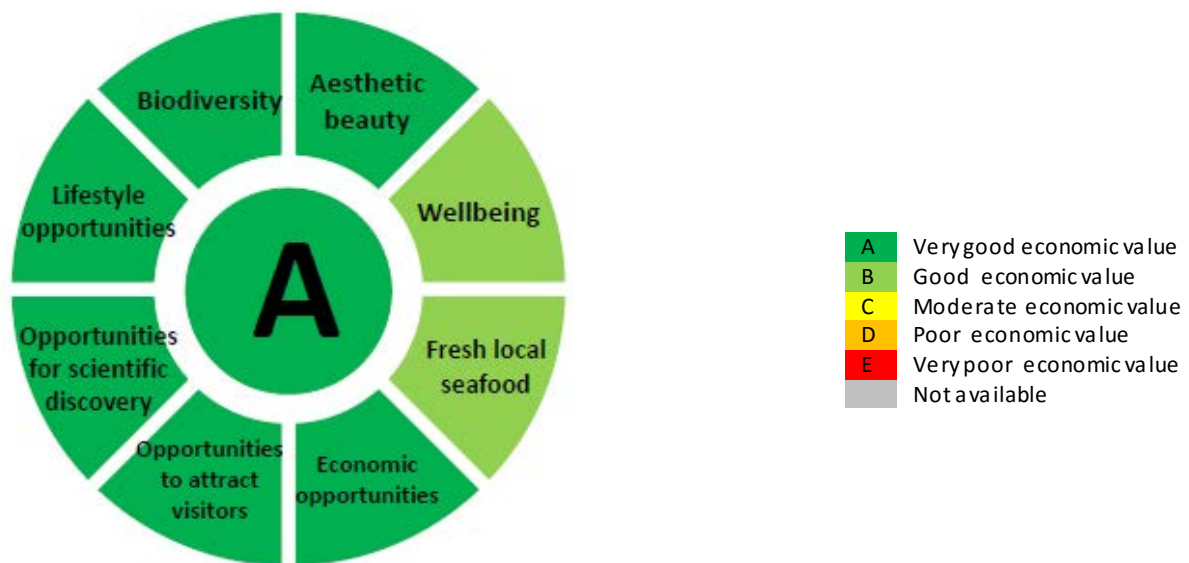 Biodiversity
Aesthetic
beauty
Wellbeing
Fresh local
seafood
Economic
opportunities
Opportunities
to attract
visitors
Opportunities
for scientific
discovery
Lifestyle
opportunities
A
A Very good economic value
B Good economic value
C Moderate economic value
D Poor economic value
E Very poor economic value
Not available